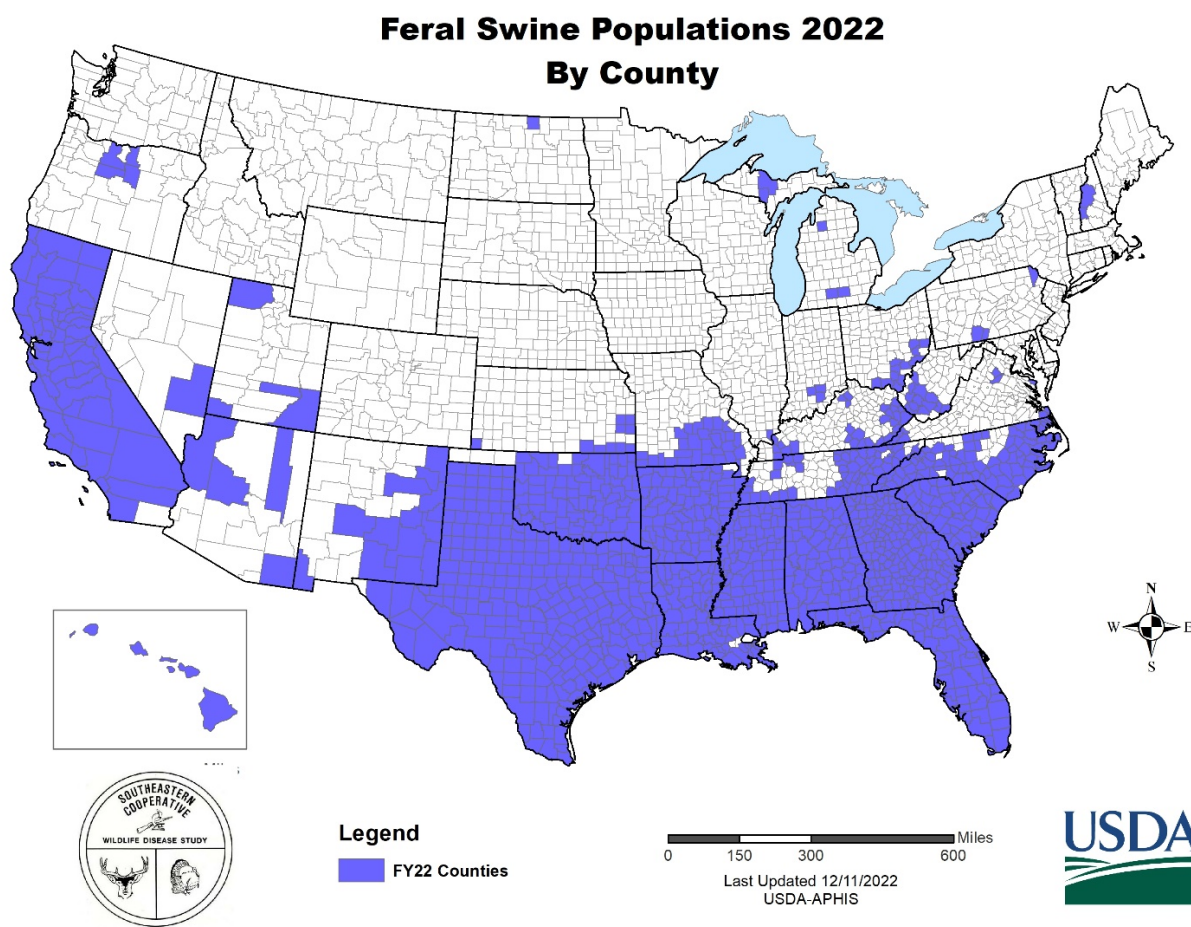 Feral Swine Populations 2022
By County
N
W E
S
SOUTHEASTERN
COOPERATIVE
WILDLIFE DISEASE STUDY
Legend
FY22 Counties
Miles
0 150 300 600
Last Updated 12/11/2022
USDA-APHIS
USDA